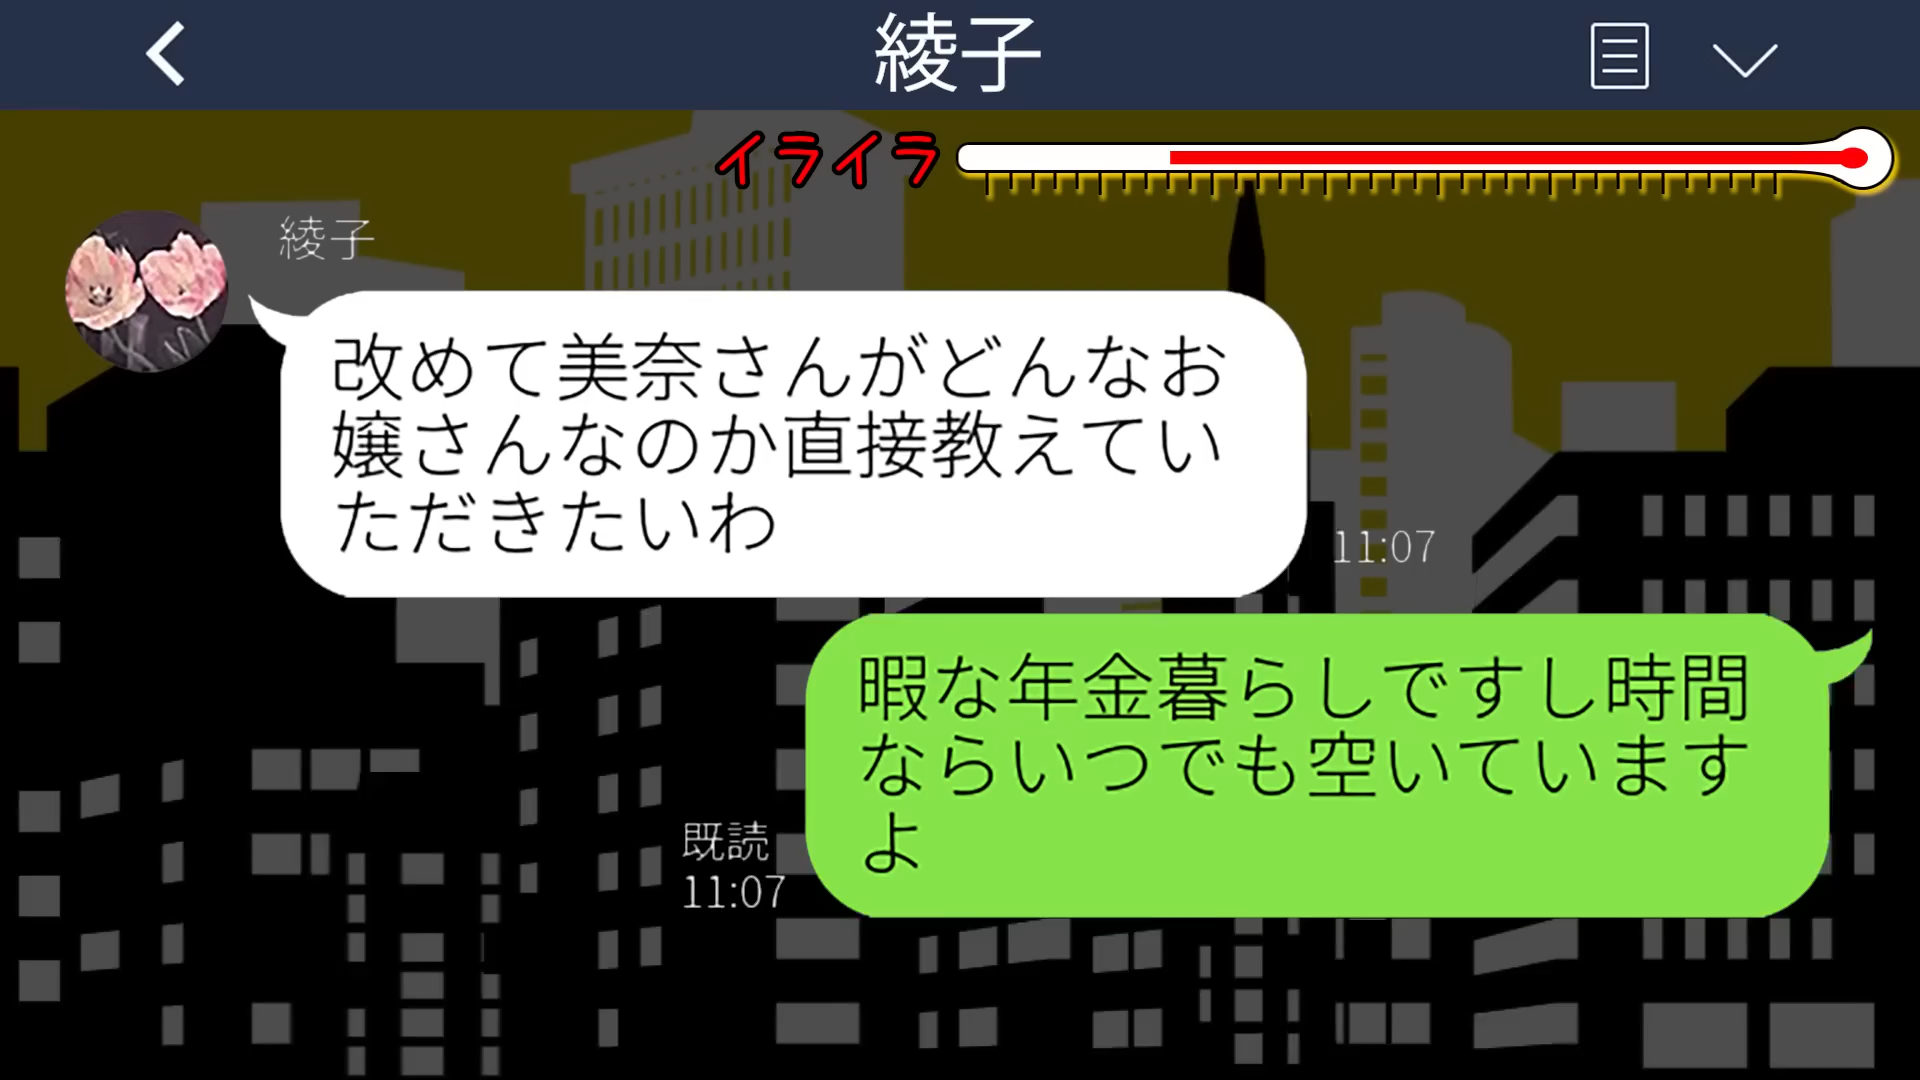 綾子
イライラ
綾子
改めて美奈さんがどんなお
嬢さんなのか直接教えてい
ただきたいわ
11:07
暇な年金暮らしですし時間
ならいつでも空いています
よ
既読
11:07